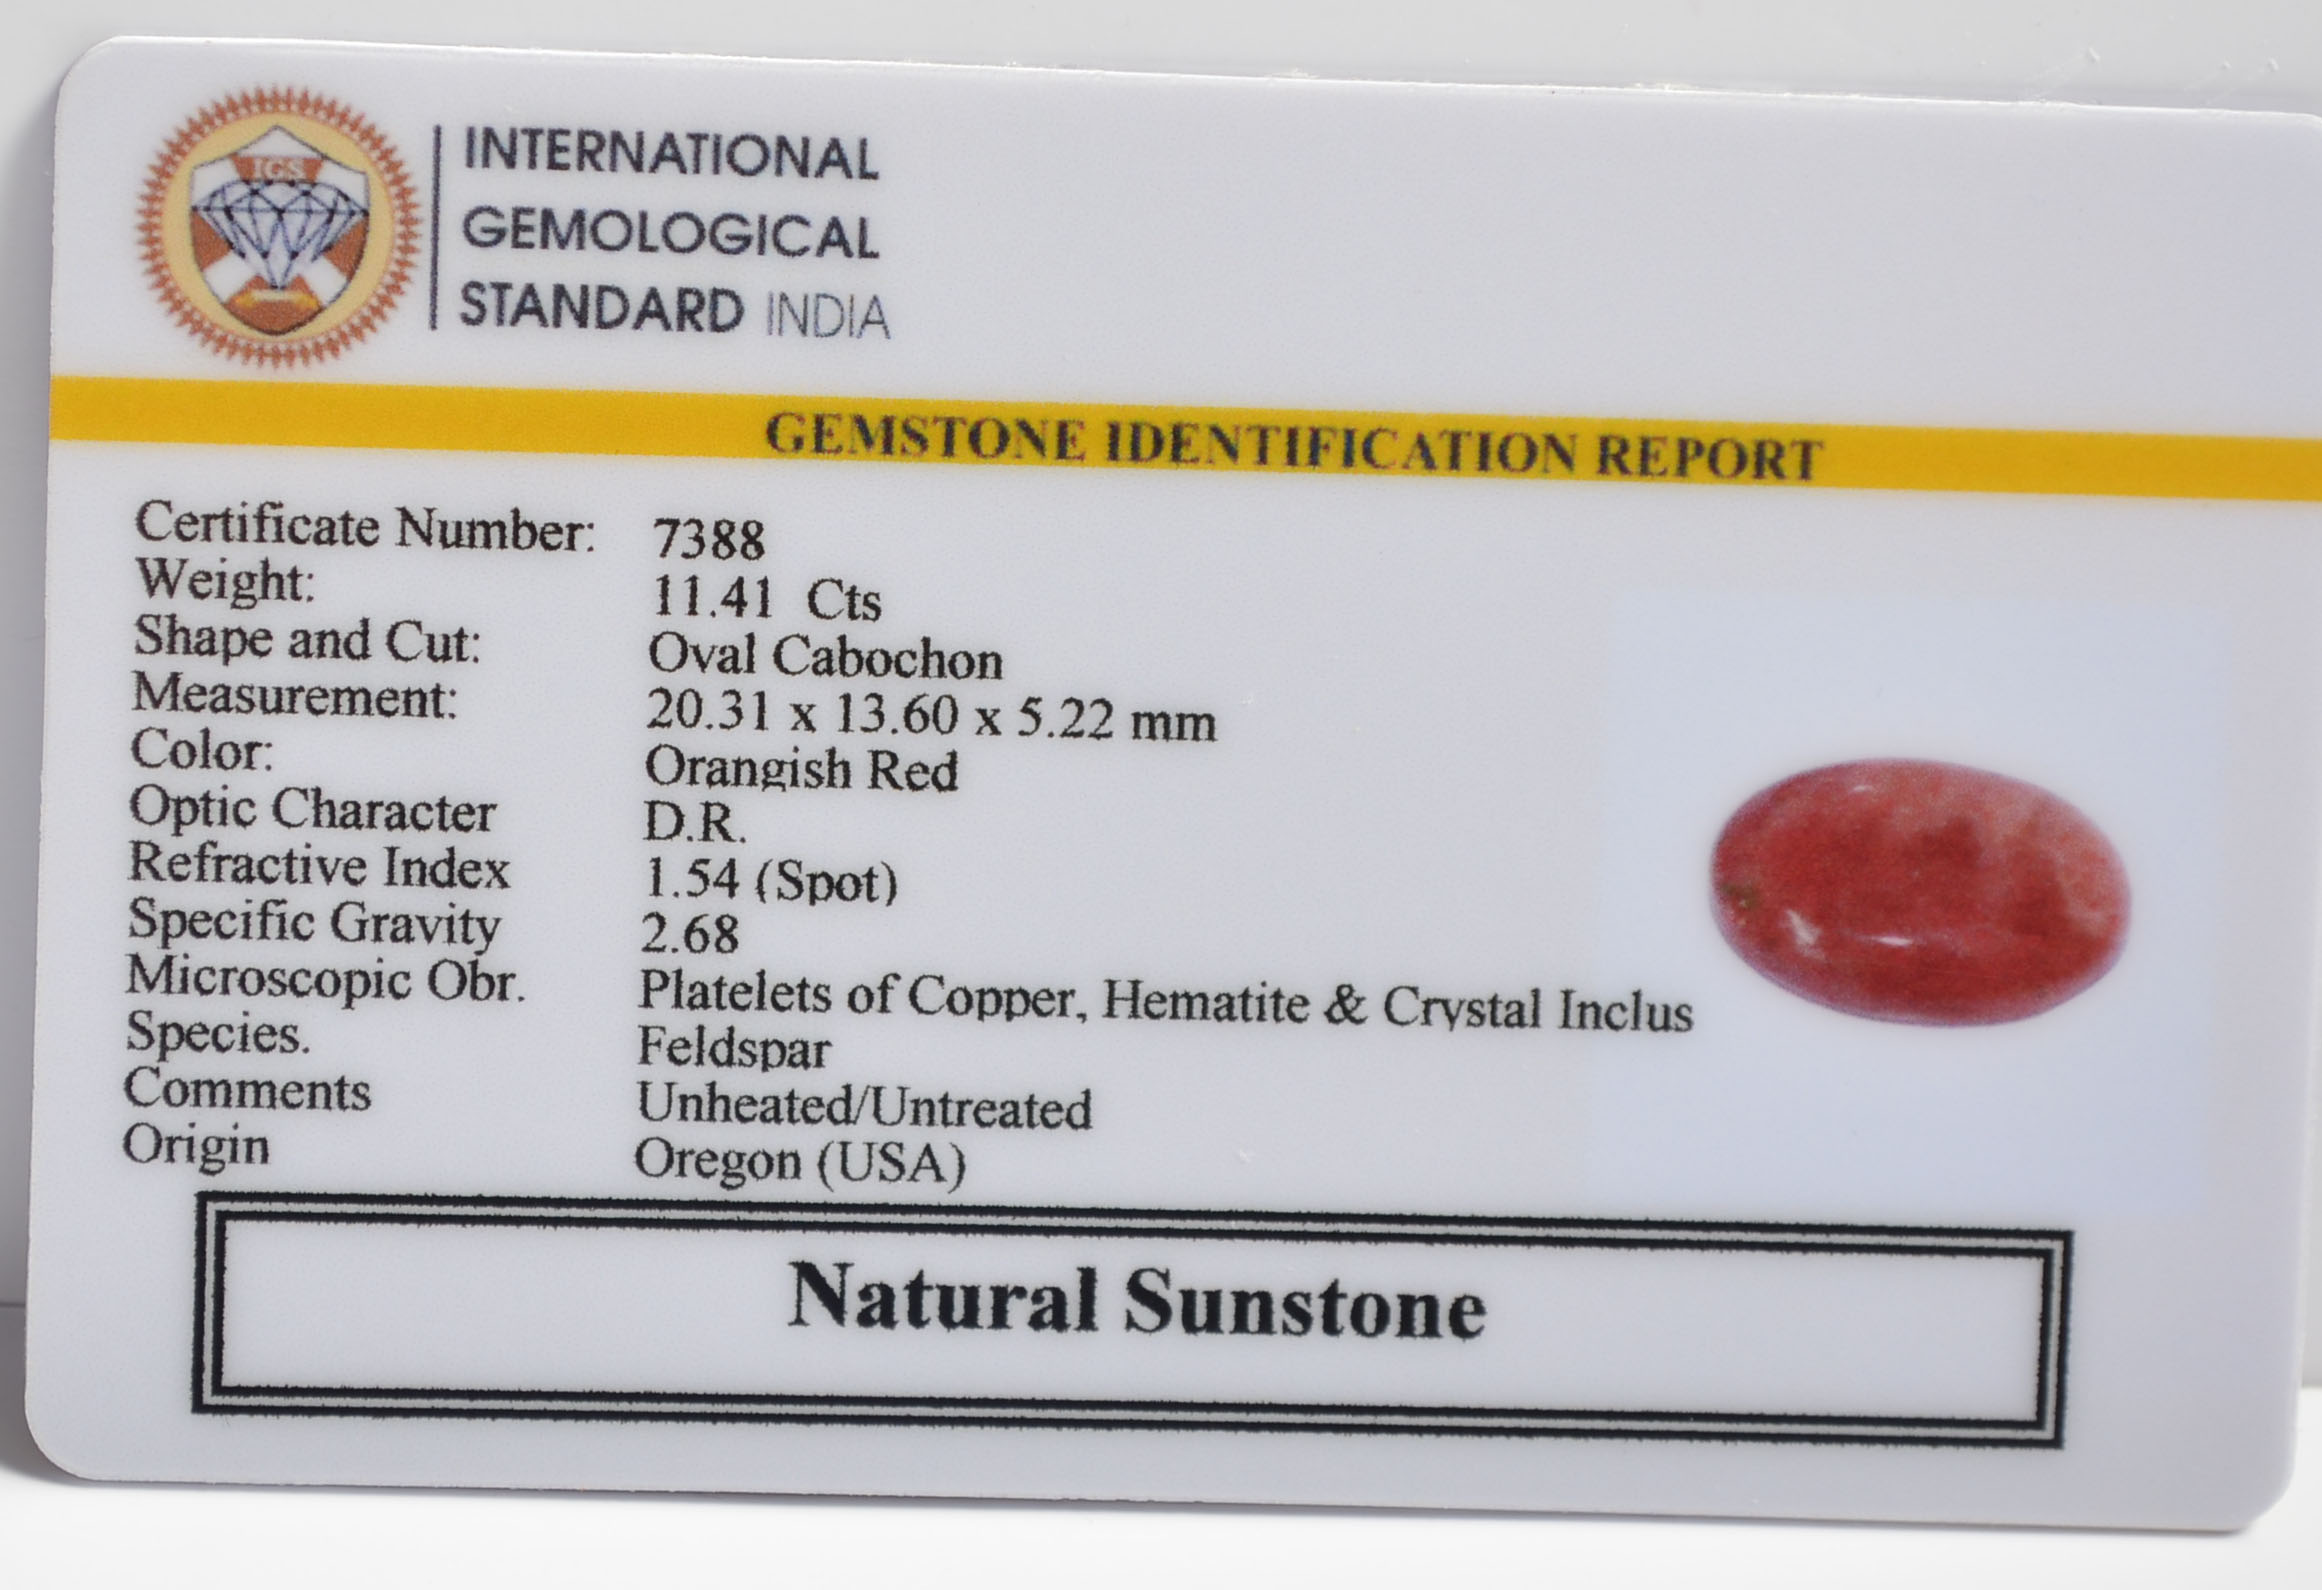 IGS
INTERNATIONAL
GEMOLOGICAL
STANDARD INDIA
GEMSTONE IDENTIFICATION REPORT
Certificate Number: 7388
Weight: 11.41 Cts
Shape and Cut: Oval Cabochon
Measurement: 20.31 x 13.60 x 5.22 mm
Color: Orangish Red
Optic Character D.R.
Refractive Index 1.54 (Spot)
Specific Gravity 2.68
Microscopic Obr. Platelets of Copper, Hematite & Crystal Inclus
Species. Feldspar
Comments Unheated/Untreated
Origin Oregon (USA)
Natural Sunstone